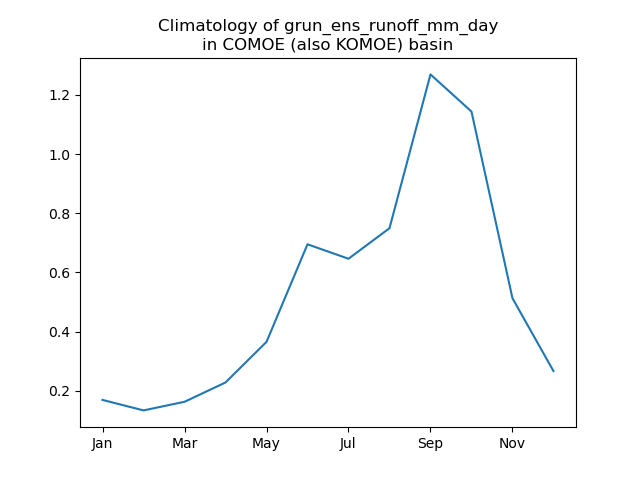 Climatology of grun_ens_runoff_mm_day
in COMOE (also KOMOE) basin
1.2
1.0
0.8
0.6
0.4
0.2
Jan Mar May Jul Sep Nov